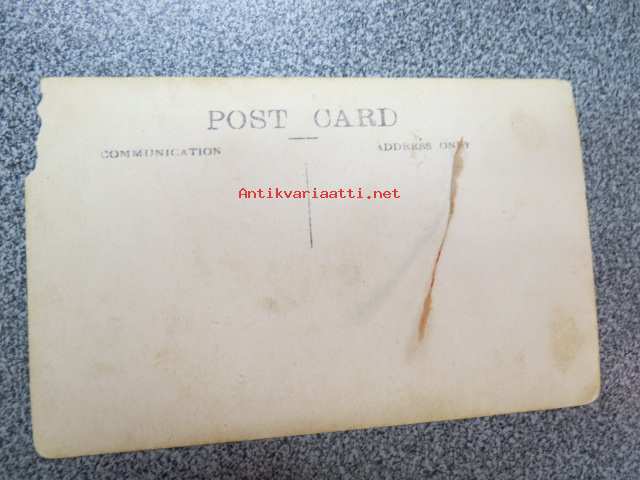 POST CARD
COMMUNICATION
ADDRESS ONLY
Antikvariaatti.net